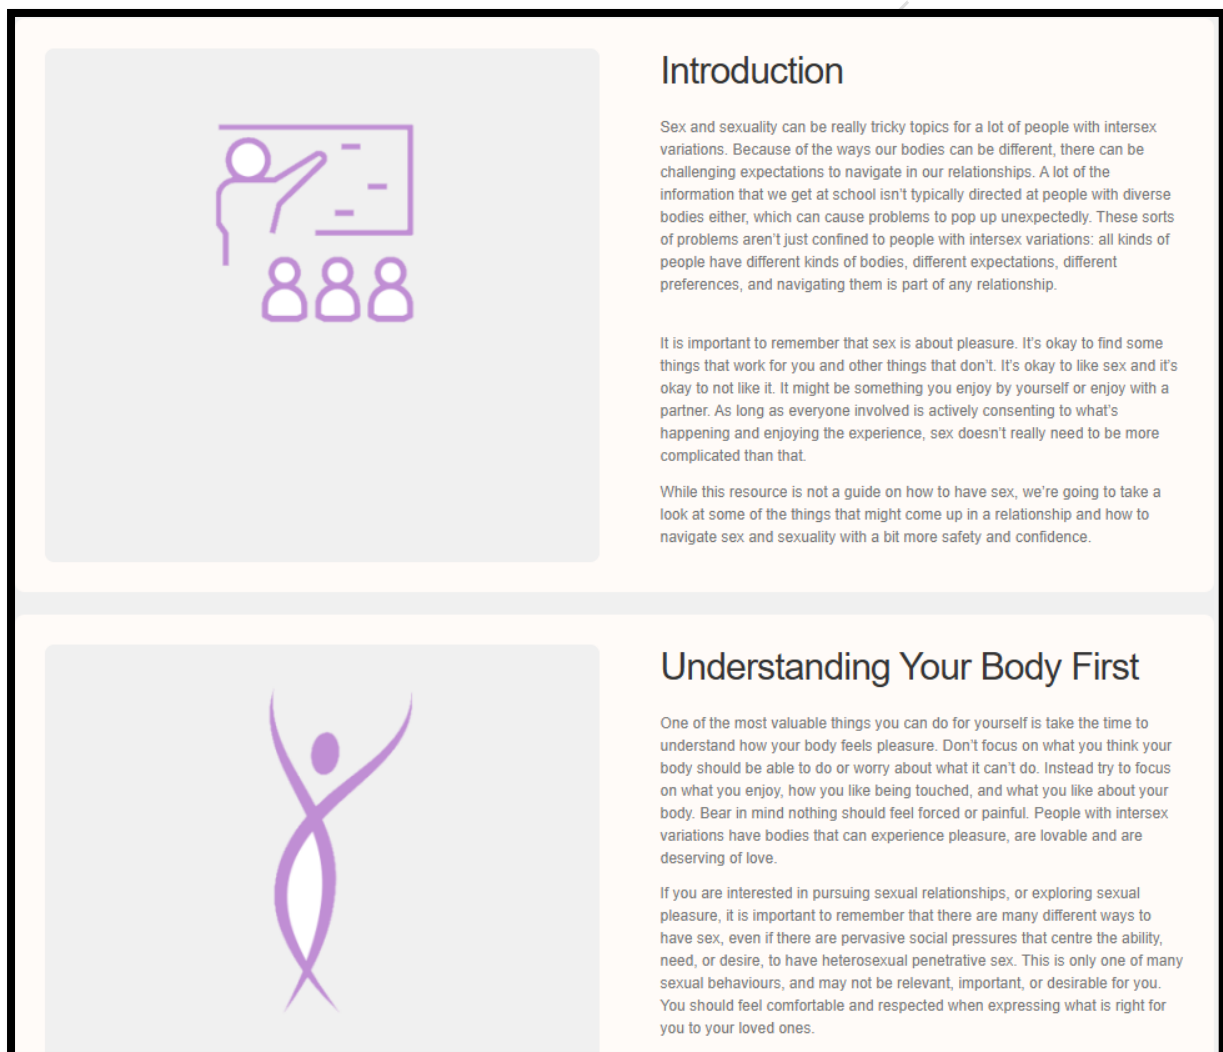 Introduction
Sex and sexuality can be really tricky topics for a lot of people with intersex
variations. Because of the ways our bodies can be different, there can be
challenging expectations to navigate in our relationships. A lot of the
information that we get at school isn’t typically directed at people with diverse
bodies either, which can cause problems to pop up unexpectedly. These sorts
of problems aren’t just confined to people with intersex variations: all kinds of
people have different kinds of bodies, different expectations, different
preferences, and navigating them is part of any relationship.
It is important to remember that sex is about pleasure. It’s okay to find some
things that work for you and other things that don’t. It’s okay to like sex and it’s
okay to not like it. It might be something you enjoy by yourself or enjoy with a
partner. As long as everyone involved is actively consenting to what’s
happening and enjoying the experience, sex doesn’t really need to be more
complicated than that.
While this resource is not a guide on how to have sex, we’re going to take a
look at some of the things that might come up in a relationship and how to
navigate sex and sexuality with a bit more safety and confidence.
Understanding Your Body First
One of the most valuable things you can do for yourself is take the time to
understand how your body feels pleasure. Don’t focus on what you think your
body should be able to do or worry about what it can’t do. Instead try to focus
on what you enjoy, how you like being touched, and what you like about your
body. Bear in mind nothing should feel forced or painful. People with intersex
variations have bodies that can experience pleasure, are lovable and are
deserving of love.
If you are interested in pursuing sexual relationships, or exploring sexual
pleasure, it is important to remember that there are many different ways to
have sex, even if there are pervasive social pressures that centre the ability,
need, or desire, to have heterosexual penetrative sex. This is only one of many
sexual behaviours, and may not be relevant, important, or desirable for you.
You should feel comfortable and respected when expressing what is right for
you to your loved ones.